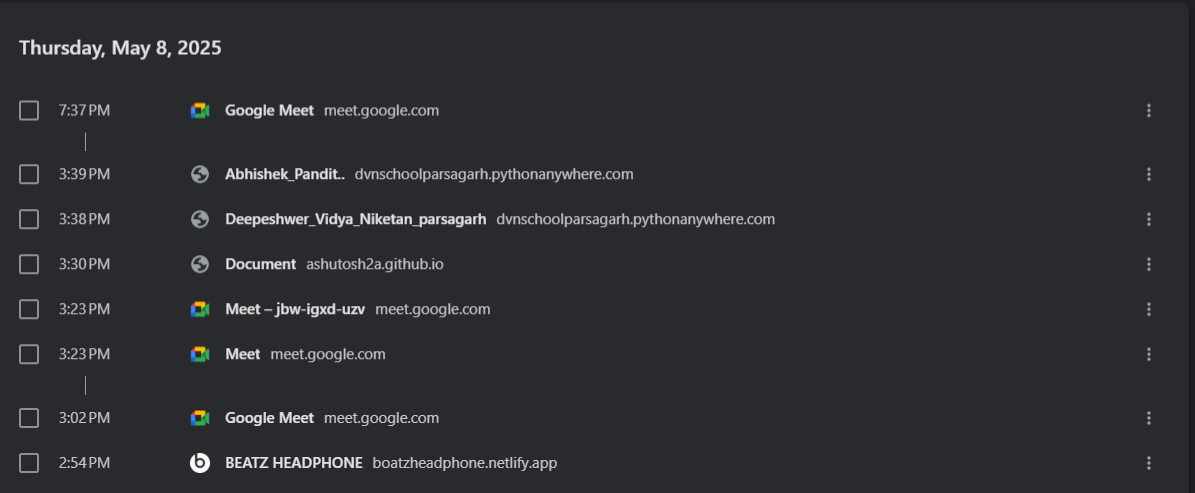 Thursday, May 8, 2025
7:37 PM Google Meet meet.google.com
3:39 PM Abhishek_Pandit.. dvnschoolparsagarh.pythonanywhere.com
3:38 PM Deepeshwer_Vidya_Niketan_parsagarh dvnschoolparsagarh.pythonanywhere.com
3:30 PM Document ashutosh2a.github.io
3:23 PM Meet – jbw-igxd-uzv meet.google.com
3:23 PM Meet meet.google.com
3:02 PM Google Meet meet.google.com
2:54 PM BEATZ HEADPHONE boatzheadphone.netlify.app